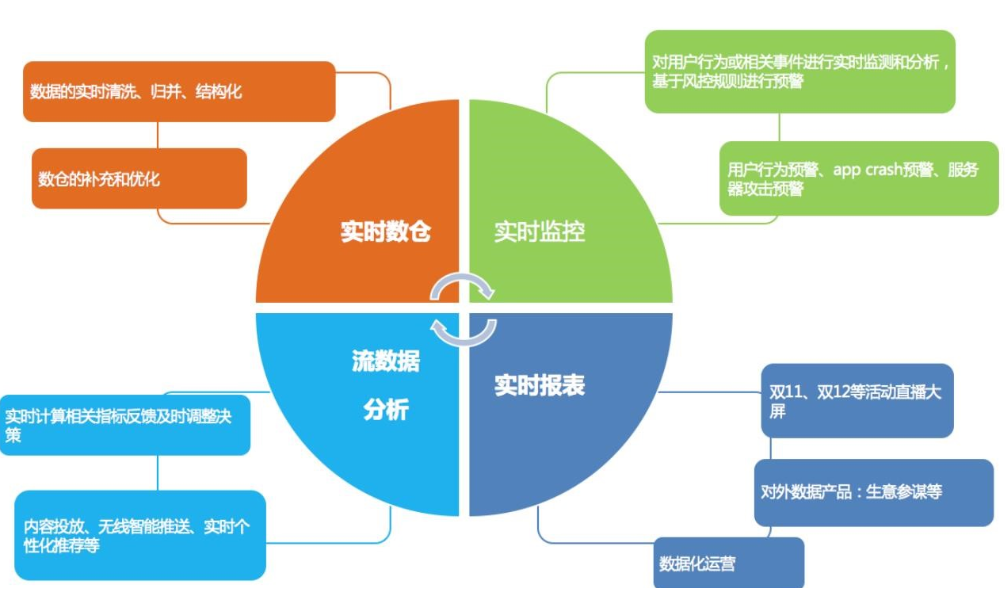 数据的实时清洗、归并、结构化
数仓的补充和优化
实时数仓
对用户行为或相关事件进行实时监测和分析，
基于风控规则进行预警
用户行为预警、app crash预警、服务
器攻击预警
实时监控
流数据
分析
实时计算相关指标反馈及时调整决
策
内容投放、无线智能推送、实时个
性化推荐等
实时报表
双11、双12等活动直播大
屏
对外数据产品：生意参谋等
数据化运营